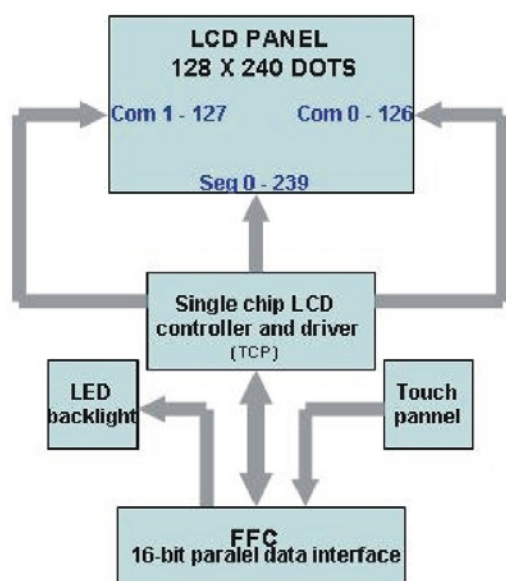 LCD PANEL
128 X 240 DOTS
Com 1 - 127 Com 0 - 126
Seq 0 - 239
Single chip LCD
controller and driver
(TCP)
LED
backlight
Touch
pannel
FFC
16-bit paralel data interface